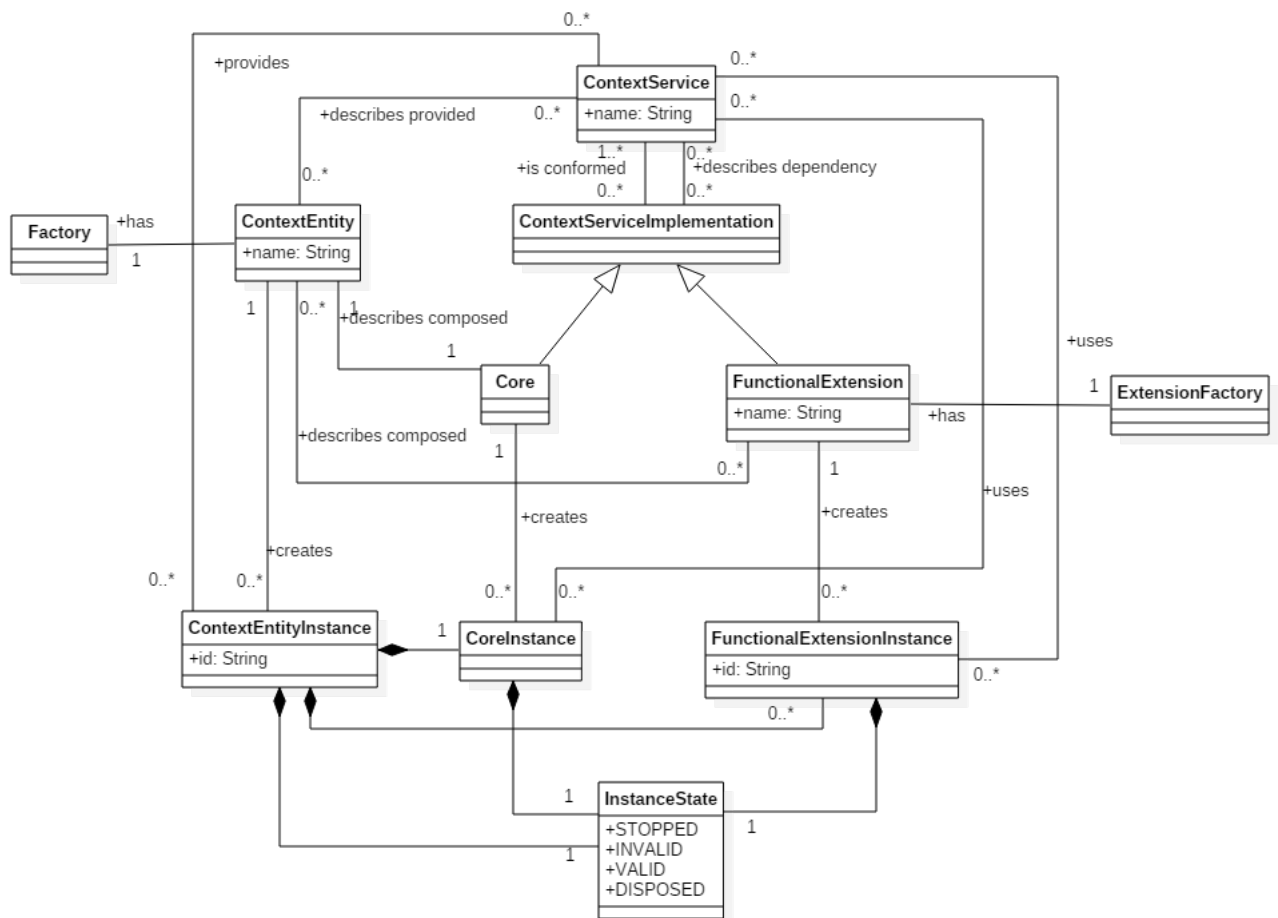 0..*
+provides
0..*
ContextService
+name: String
0..*
0..*
+describes provided
1..*
0..*
+is conformed
+describes dependency
0..*
0..*
0..*
ContextEntity
+name: String
ContextServiceImplementation
+has
Factory
1
1
0..*
1
+describes composed
1
Core
FunctionalExtension
+name: String
+uses
1
ExtensionFactory
+has
+describes composed
1
0..*
1
+uses
+creates
+creates
+creates
0..*
0..*
0..*
0..*
0..*
ContextEntityInstance
+id: String
1
CoreInstance
FunctionalExtensionInstance
+id: String
0..*
0..*
1
InstanceState
+STOPPED
+INVALID
+VALID
+DISPOSED
1
1